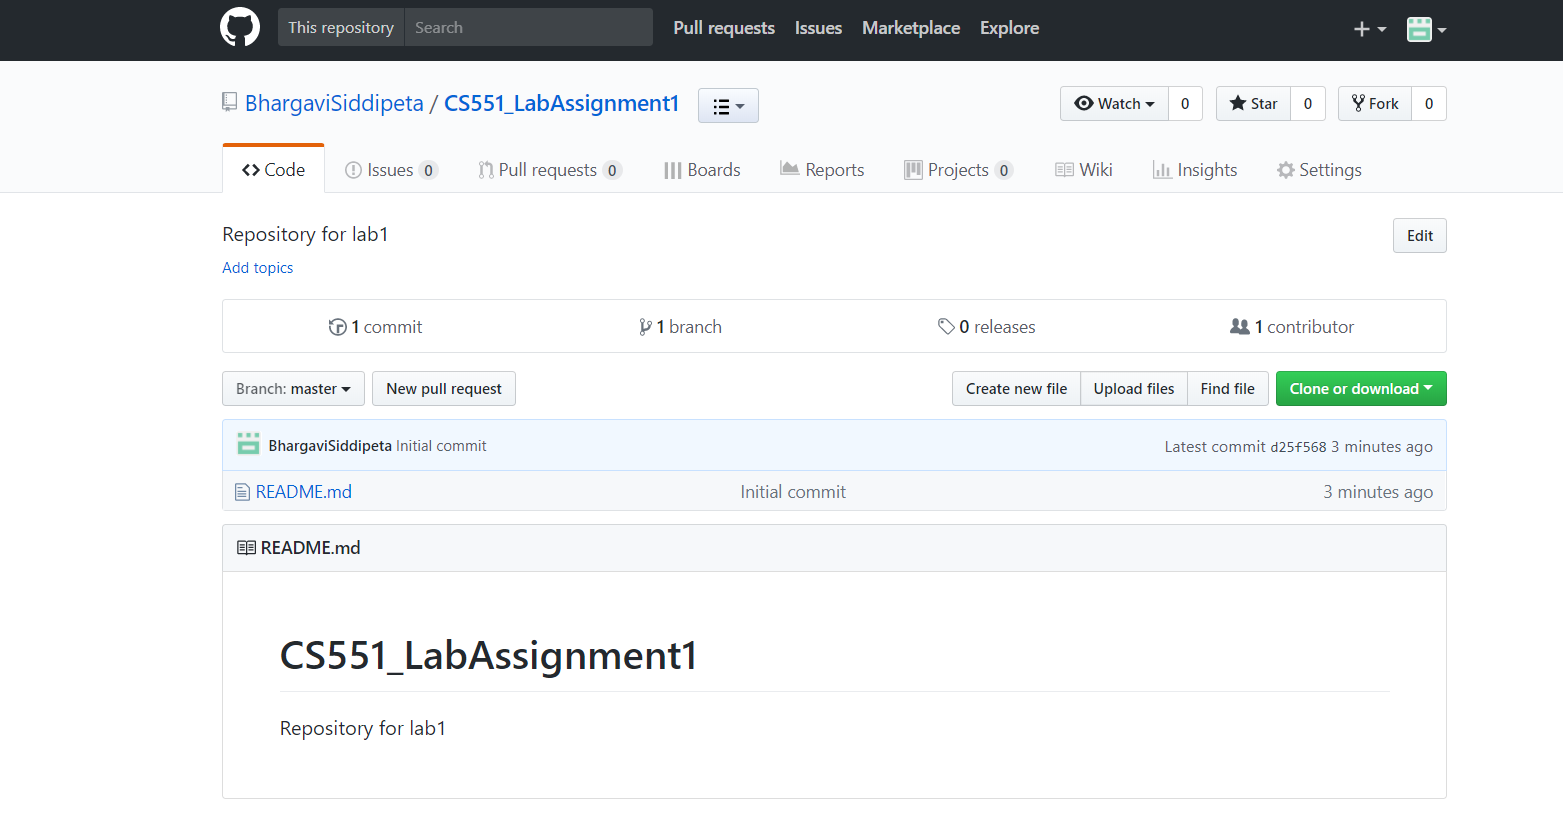 This repository Search Pull requests Issues Marketplace Explore
BhargaviSiddipeta / CS551_LabAssignment1 Watch 0 Star 0 Fork 0
Code Issues 0 Pull requests 0 Boards Reports Projects 0 Wiki Insights Settings
Repository for lab1 Edit
Add topics
1 commit 1 branch 0 releases 1 contributor
Branch: master New pull request Create new file Upload files Find file Clone or download
BhargaviSiddipeta Initial commit Latest commit d25f568 3 minutes ago
README.md Initial commit 3 minutes ago
README.md
CS551_LabAssignment1
Repository for lab1